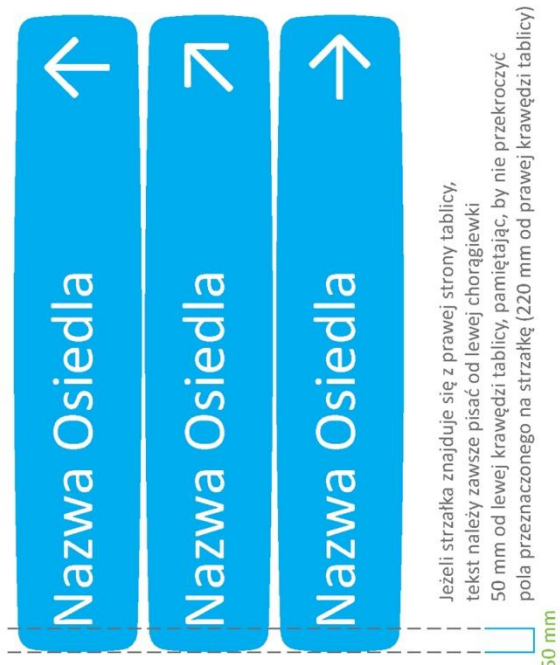 Nazwa Osiedla
Nazwa Osiedla
Nazwa Osiedla
Jeżeli strzałka znajduje się z prawej strony tablicy,
tekst należy zawsze pisać od lewej chorągiewki
50 mm od lewej krawędzi tablicy, pamiętając, by nie przekroczyć
pola przeznaczonego na strzałkę (220 mm od prawej krawędzi tablicy)
50 mm